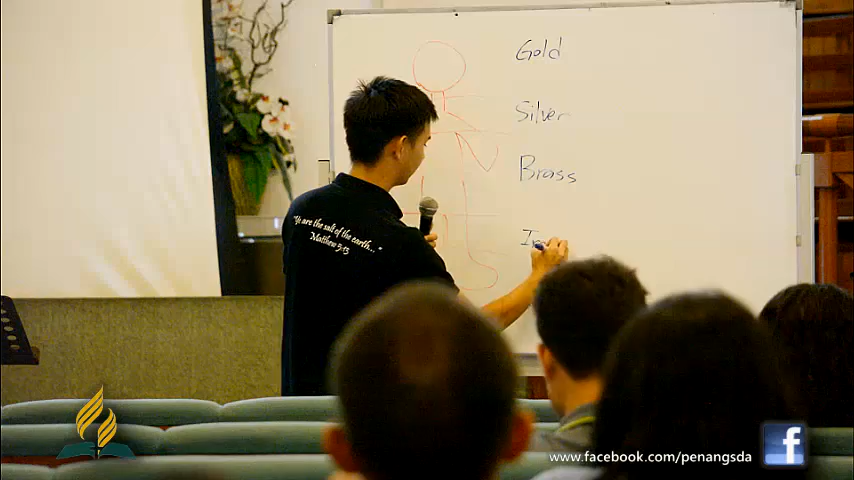 Gold
Silver
Brass
"Ye are the salt of the earth..."
Matthew 5:13
www.facebook.com/penangsda
f